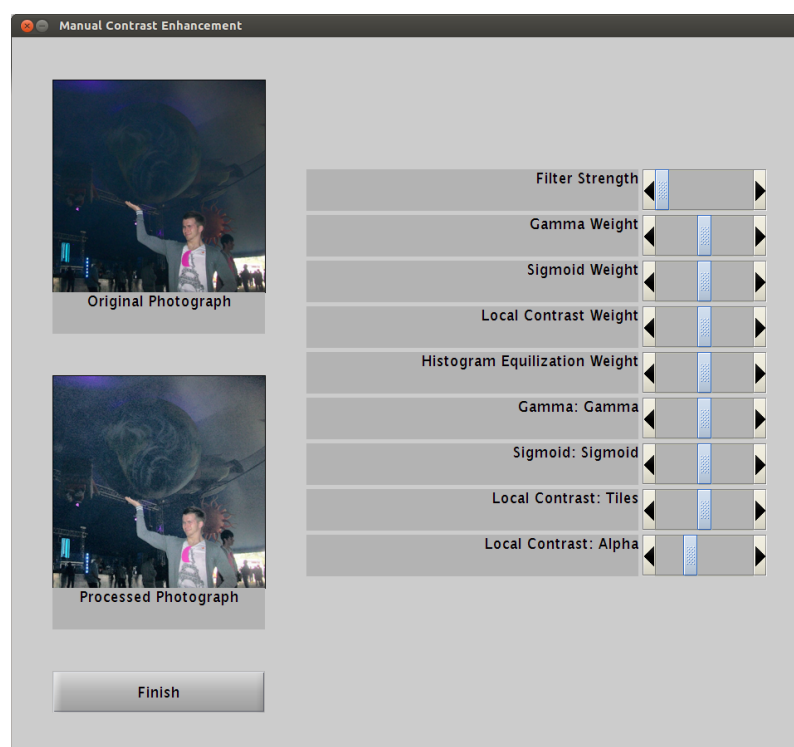 Manual Contrast Enhancement
Original Photograph
Processed Photograph
Finish
Filter Strength
Gamma Weight
Sigmoid Weight
Local Contrast Weight
Histogram Equilization Weight
Gamma: Gamma
Sigmoid: Sigmoid
Local Contrast: Tiles
Local Contrast: Alpha